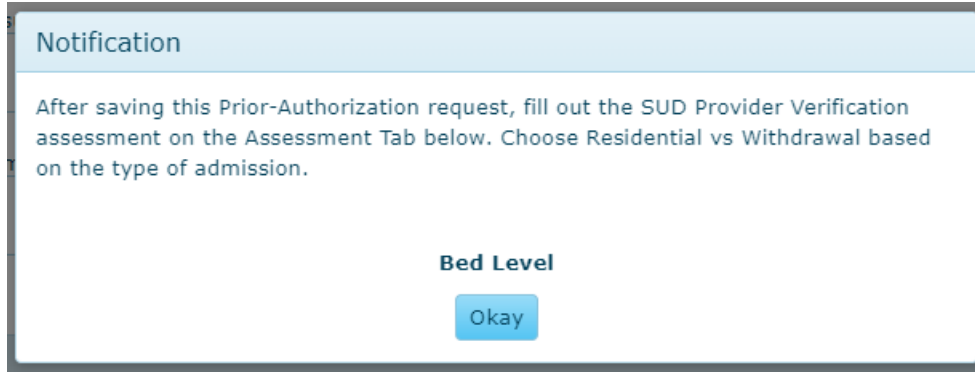 Notification
After saving this Prior-Authorization request, fill out the SUD Provider Verification
assessment on the Assessment Tab below. Choose Residential vs Withdrawal based
on the type of admission.
Bed Level
Okay